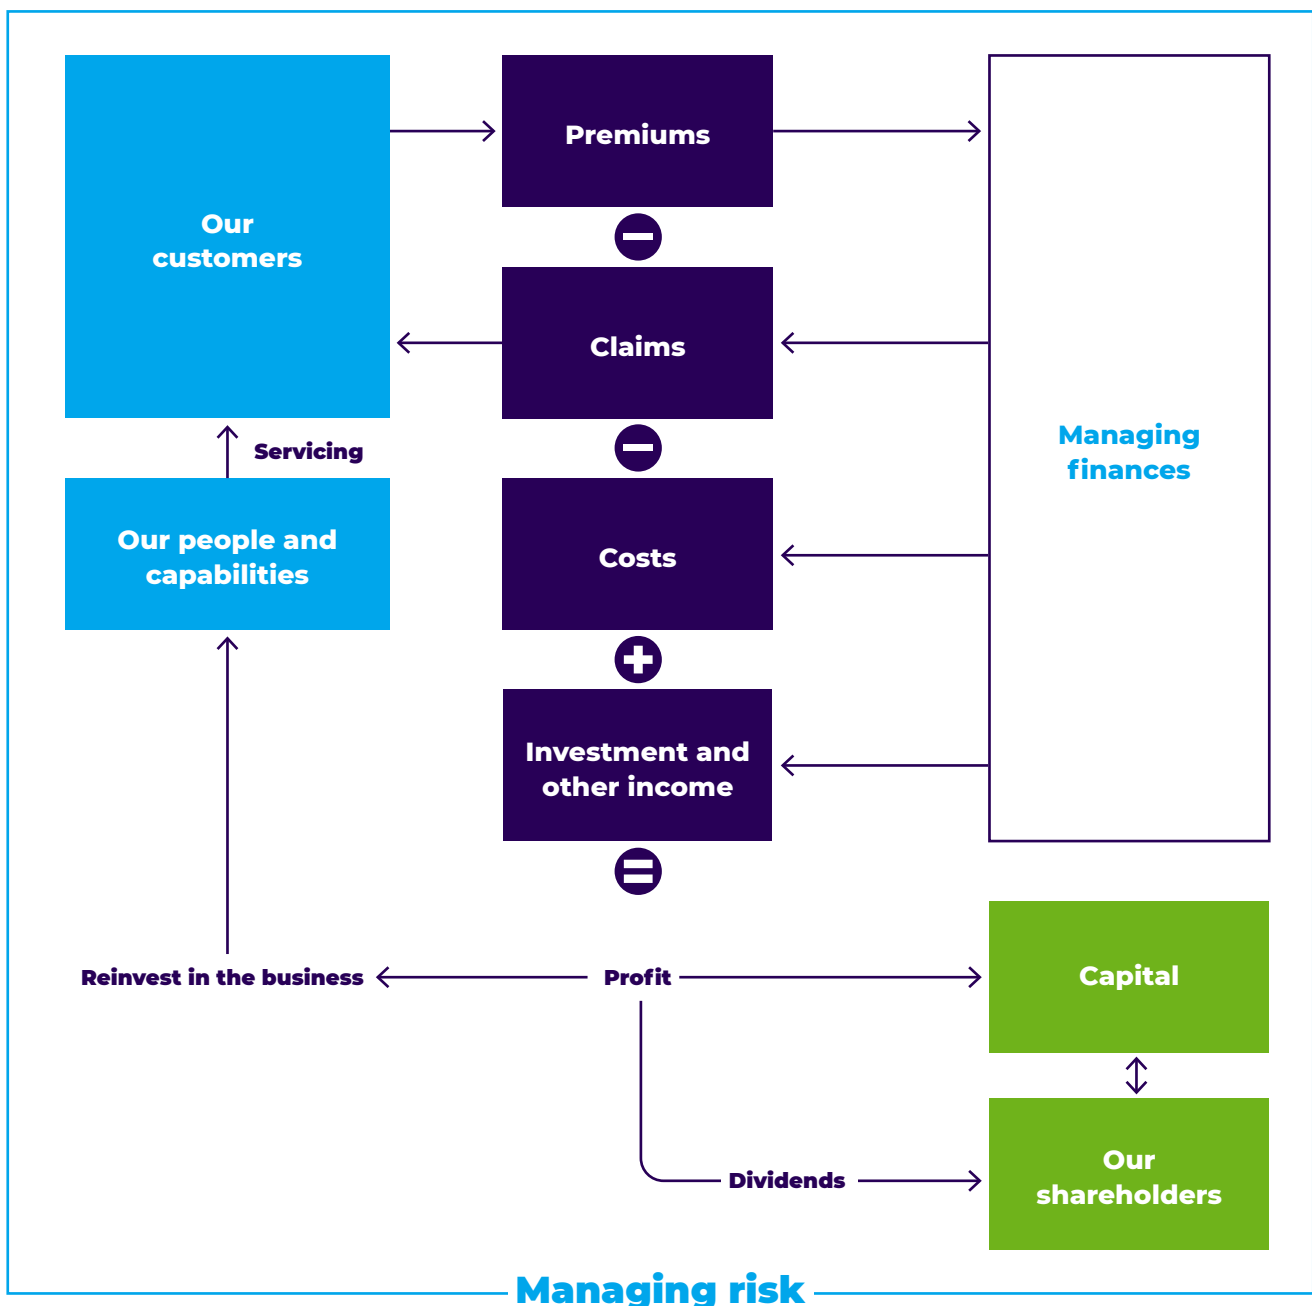 Our
customers
Premiums
Claims
Servicing
Our people and
capabilities
Costs
Managing
finances
Investment and
other income
Reinvest in the business
Profit
Capital
Dividends
Our
shareholders
Managing risk